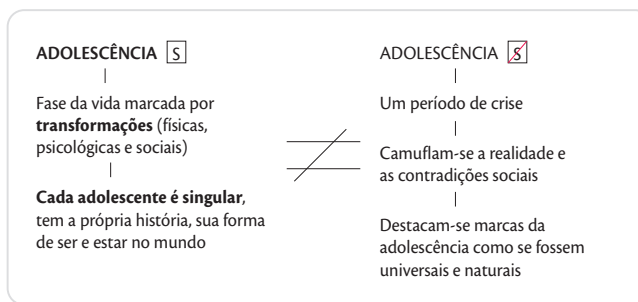 ADOLESCÊNCIA S
Fase da vida marcada por
transformações (físicas,
psicológicas e sociais)
Cada adolescente é singular,
tem a própria história, sua forma
de ser e estar no mundo
ADOLESCÊNCIA S
Um período de crise
Camuflam-se a realidade e
as contradições sociais
Destacam-se marcas da
adolescência como se fossem
universais e naturais